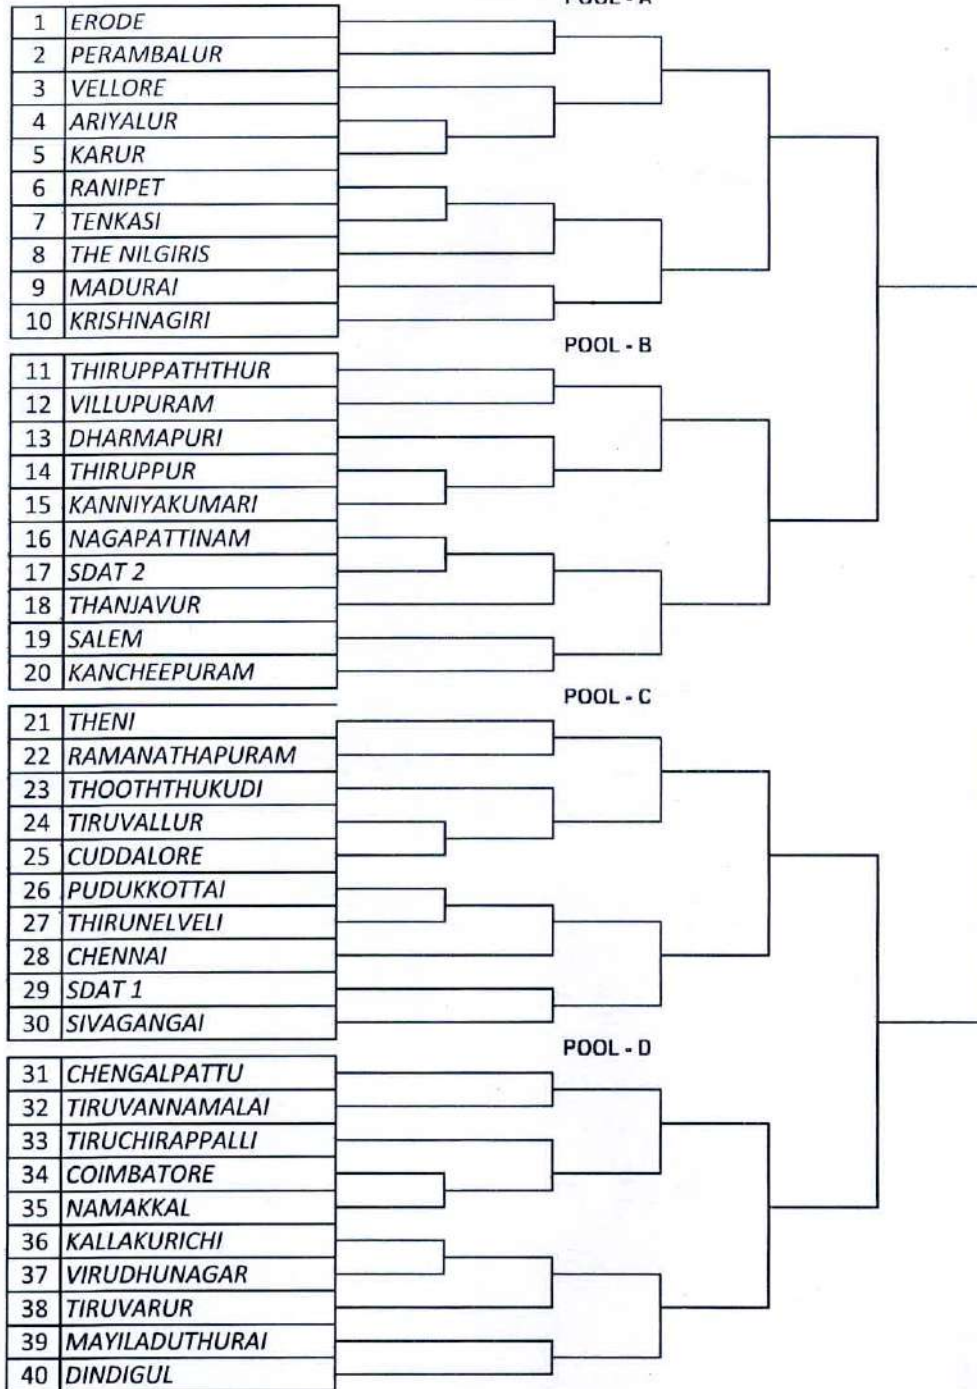 POOL - A
1 ERODE
2 PERAMBALUR
3 VELLORE
4 ARIYALUR
5 KARUR
6 RANIPET
7 TENKASI
8 THE NILGIRIS
9 MADURAI
10 KRISHNAGIRI
POOL - B
11 THIRUPPATHTHUR
12 VILLUPURAM
13 DHARMAPURI
14 THIRUPPUR
15 KANNIYAKUMARI
16 NAGAPATTINAM
17 SDAT 2
18 THANJAVUR
19 SALEM
20 KANCHEEPURAM
POOL - C
21 THENI
22 RAMANATHAPURAM
23 THOOTHTHUKUDI
24 TIRUVALLUR
25 CUDDALORE
26 PUDUKKOTTAI
27 THIRUNELVELI
28 CHENNAI
29 SDAT 1
30 SIVAGANGAI
POOL - D
31 CHENGALPATTU
32 TIRUVANNAMALAI
33 TIRUCHIRAPPALLI
34 COIMBATORE
35 NAMAKKAL
36 KALLAKURICHI
37 VIRUDHUNAGAR
38 TIRUVARUR
39 MAYILADUTHURAI
40 DINDIGUL